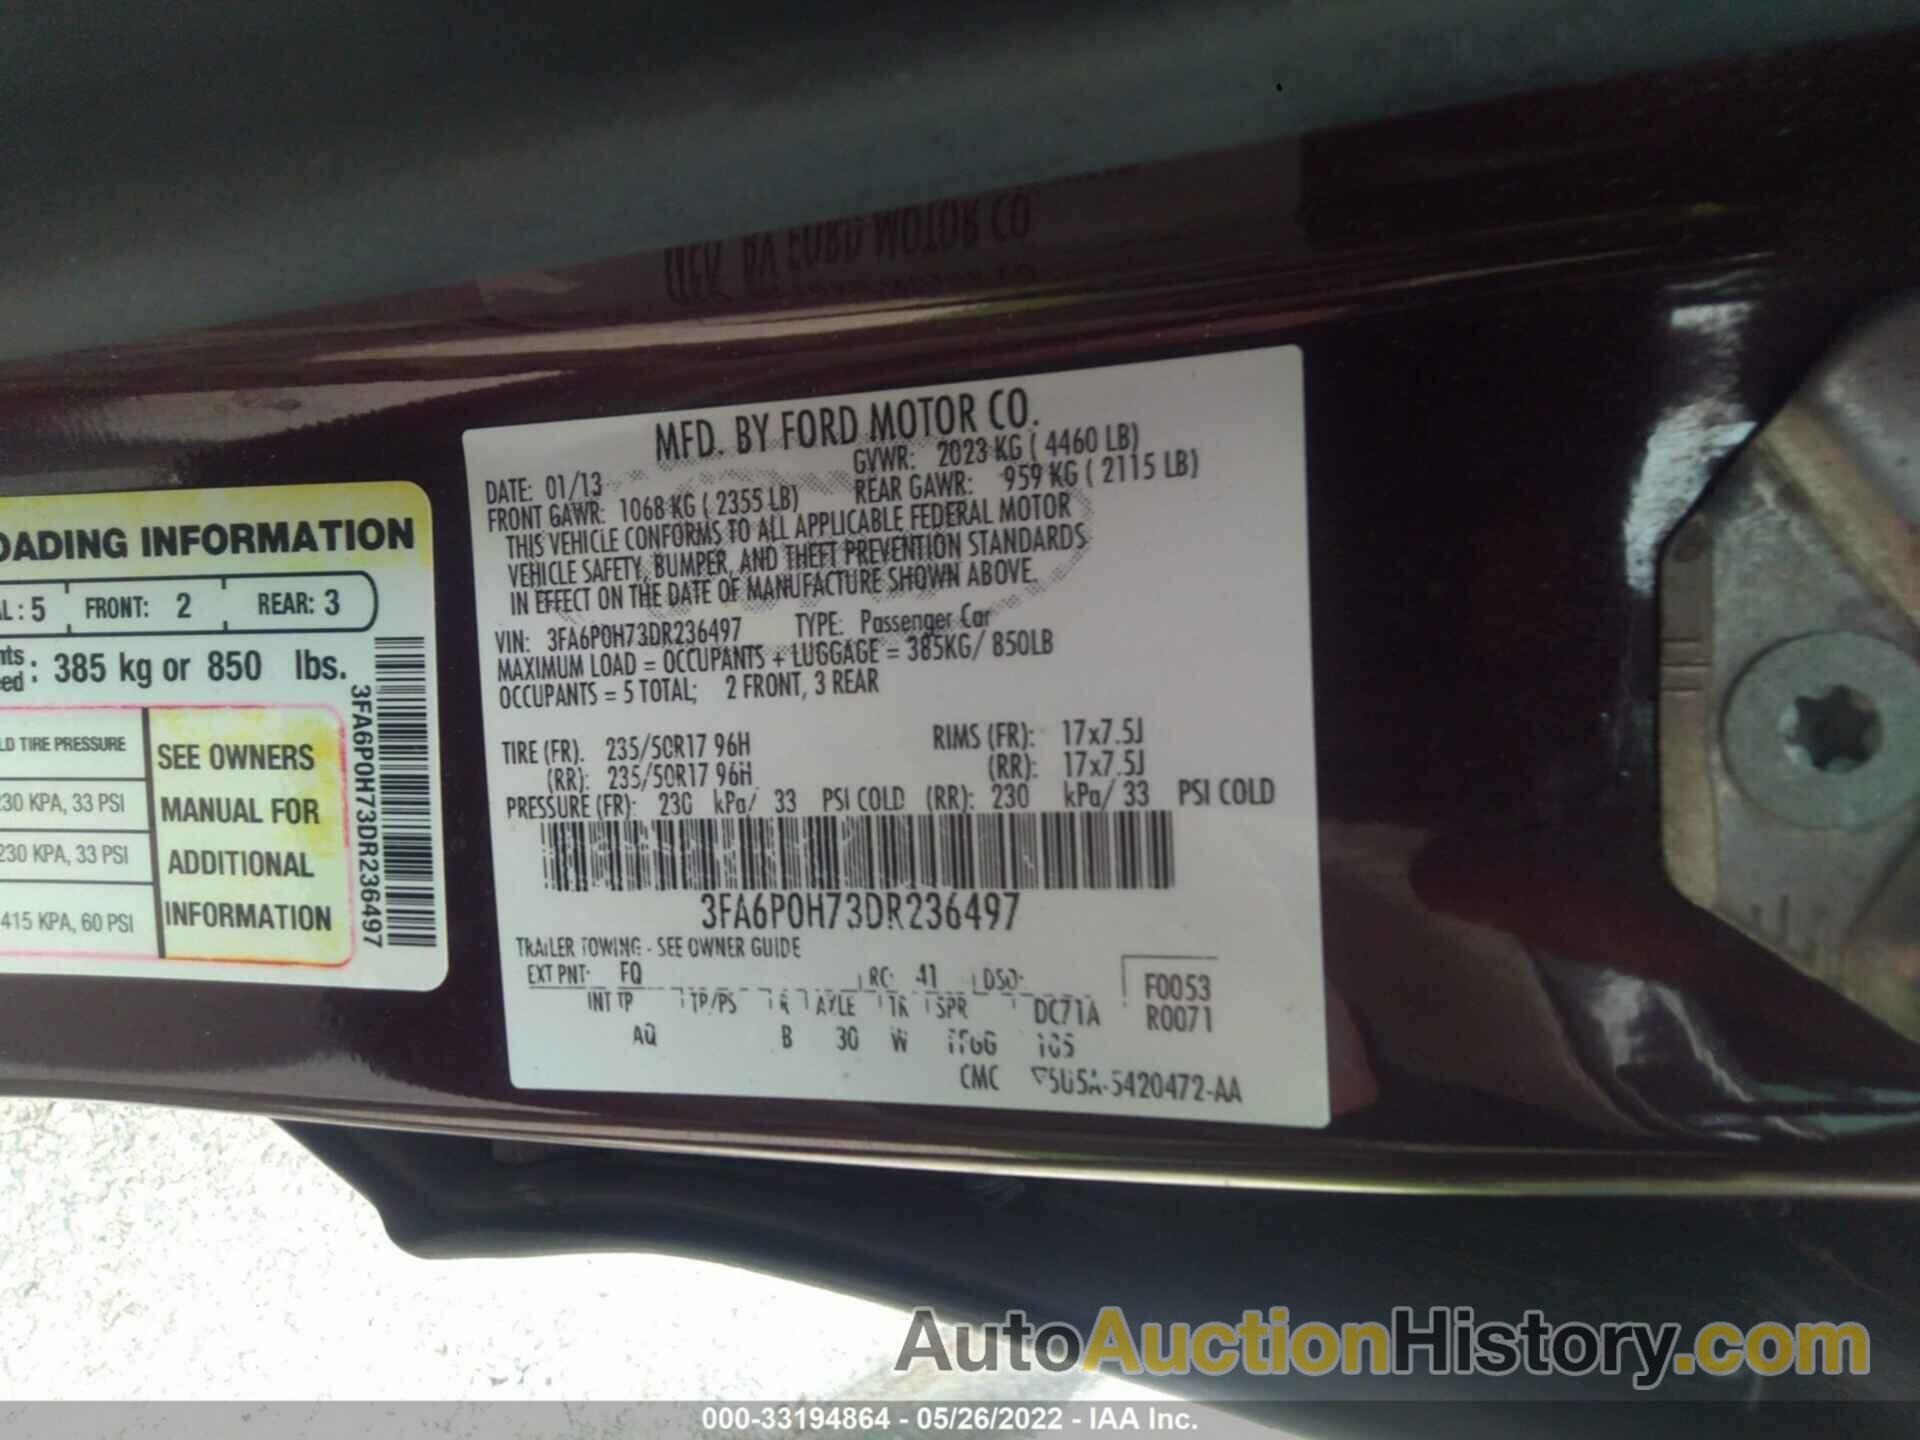 MFD. BY FORD MOTOR CO.
DATE: 01/13 GVWR: 2023 KG ( 4460 LB)
FRONT GAWR: 1068 KG ( 2355 LB) REAR GAWR: 959 KG ( 2115 LB)
THIS VEHICLE CONFORMS TO ALL APPLICABLE FEDERAL MOTOR
VEHICLE SAFETY, BUMPER, AND THEFT PREVENTION STANDARDS
IN EFFECT ON THE DATE OF MANUFACTURE SHOWN ABOVE.
VIN: 3FA6P0H73DR236497 TYPE: Passenger Car
MAXIMUM LOAD = OCCUPANTS + LUGGAGE = 385KG/ 850LB
OCCUPANTS = 5 TOTAL; 2 FRONT, 3 REAR
TIRE (FR). 235/50R17 96H RIMS (FR): 17x7.5J
(RR): 235/50R17 96H (RR): 17x7.5J
PRESSURE (FR): 230 kPa/ 33 PSI COLD (RR): 230 kPa/ 33 PSI COLD
3FA6P0H73DR236497
TRAILER TOWING - SEE OWNER GUIDE
EXT PNT: FQ RC: 41 DSO: F0053
INT TP TP/PS R AXLE TR SPR DC71A R0071
AQ B 30 W
CMC 5U5A-5420472-AA
OADING INFORMATION
AL : 5 FRONT: 2 REAR: 3
nts
ed : 385 kg or 850 lbs.
LD TIRE PRESSURE
230 KPA, 33 PSI
230 KPA, 33 PSI
415 KPA, 60 PSI
SEE OWNERS
MANUAL FOR
ADDITIONAL
INFORMATION
3FA6P0H73DR236497
AutoAuctionHistory.com
000-33194864 - 05/26/2022 - IAA Inc.